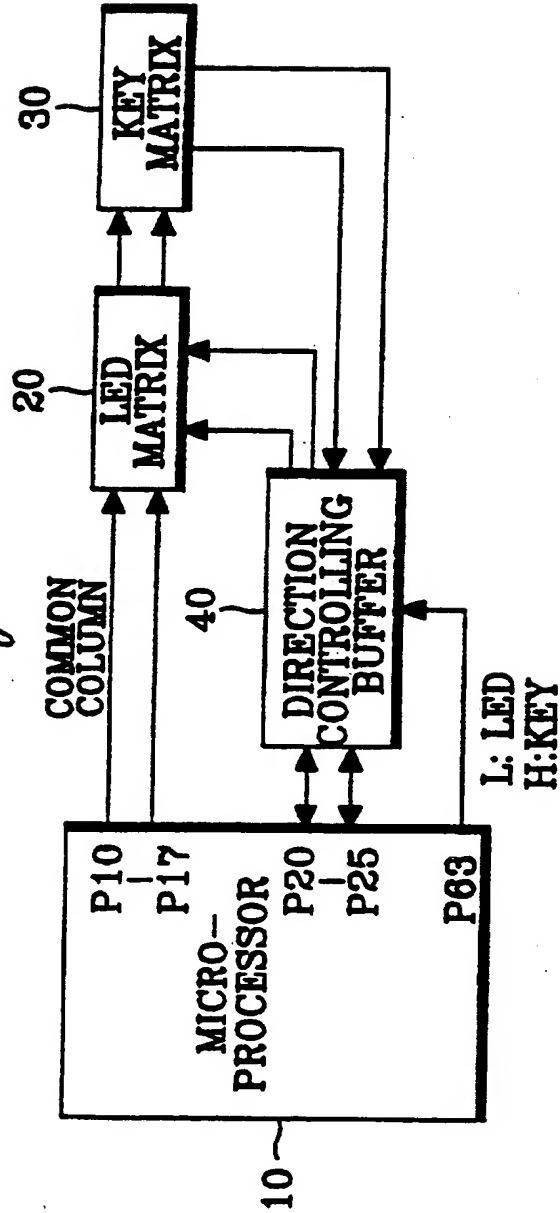 10
MICRO-
PROCESSOR
P10
P17
P20
P25
P63
COMMON
COLUMN
L: LED
H:KEY
40
DIRECTION
CONTROLLING
BUFFER
20
LED
MATRIX
30
KEY
MATRIX